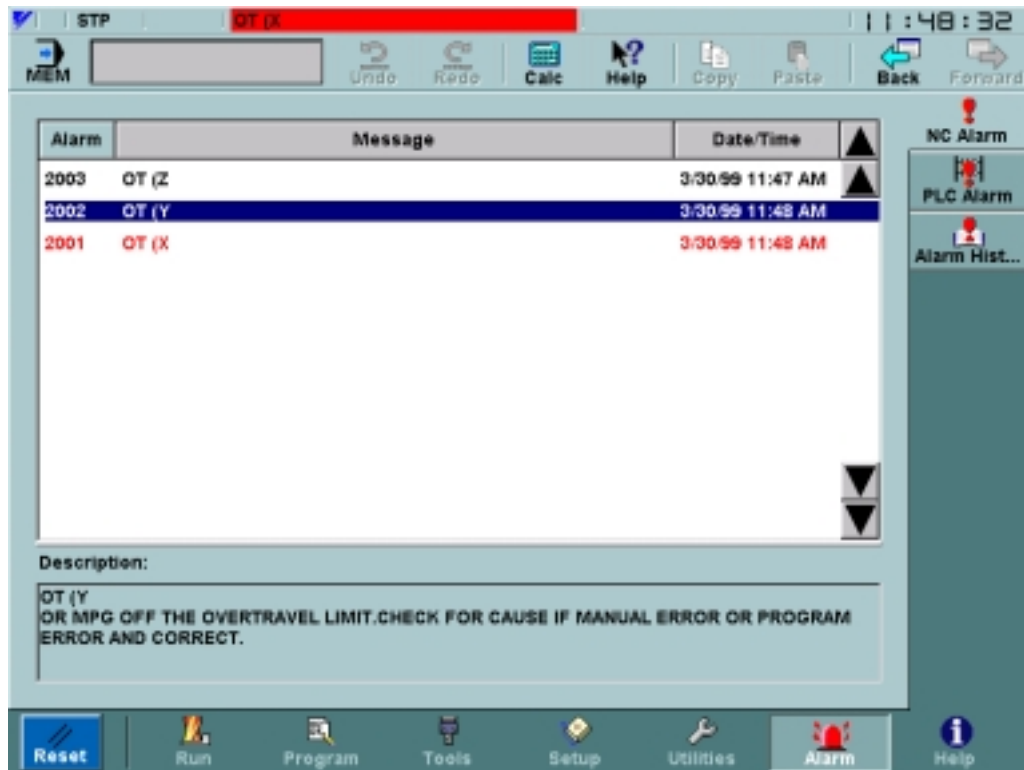 STP OT (X 11:48:32
MEM Undo Redo Calc Help Copy Paste Back Forward
Alarm Message Date/Time
2003 OT (Z 3/30/99 11:47 AM
2002 OT (Y 3/30/99 11:48 AM
2001 OT (X 3/30/99 11:48 AM
NC Alarm
PLC Alarm
Alarm Hist...
Description:
OT (Y
OR MPG OFF THE OVERTRAVEL LIMIT.CHECK FOR CAUSE IF MANUAL ERROR OR PROGRAM
ERROR AND CORRECT.
Reset Run Program Tools Setup Utilities Alarm Help